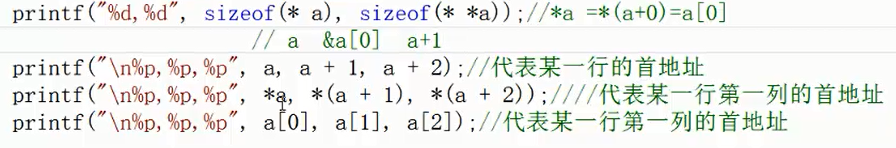 printf("%d,%d", sizeof(* a), sizeof(* *a));//*a =*(a+0)=a[0]
// a  &a[0]  a+1
printf("\n%p,%p,%p", a, a + 1, a + 2);//代表某一行的首地址
printf("\n%p,%p,%p", *a, *(a + 1), *(a + 2));////代表某一行第一列的首地址
printf("\n%p,%p,%p", a[0], a[1], a[2]);//代表某一行第一列的首地址